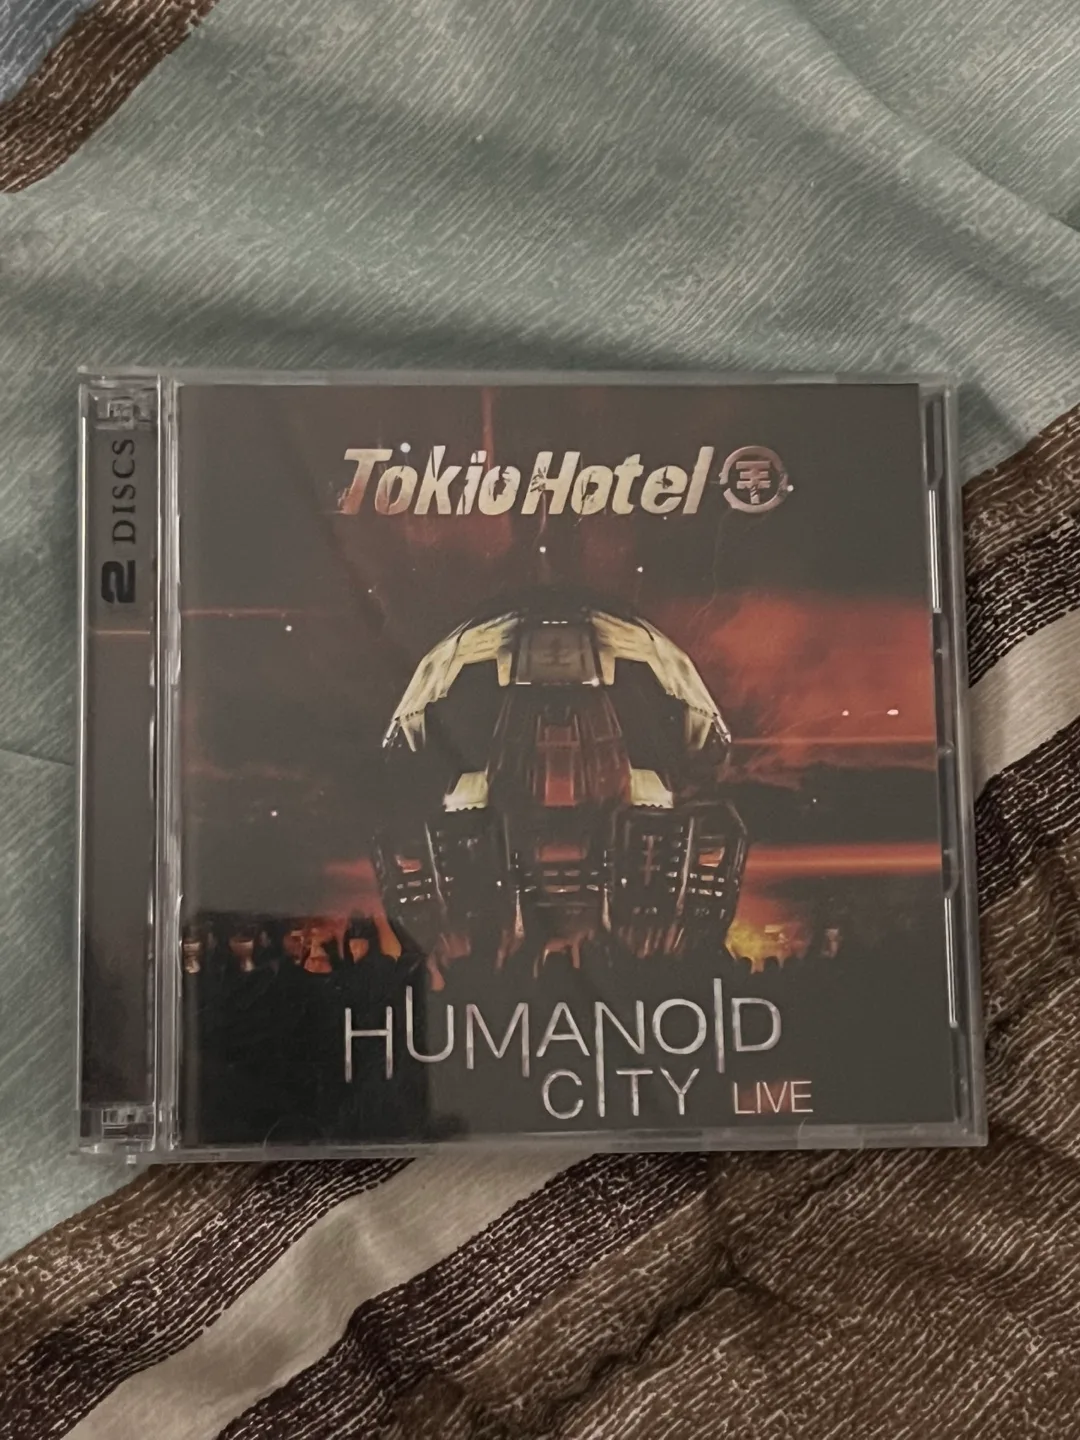 Tokio Hotel
2 DISCS
HUMANOID
CITY LIVE